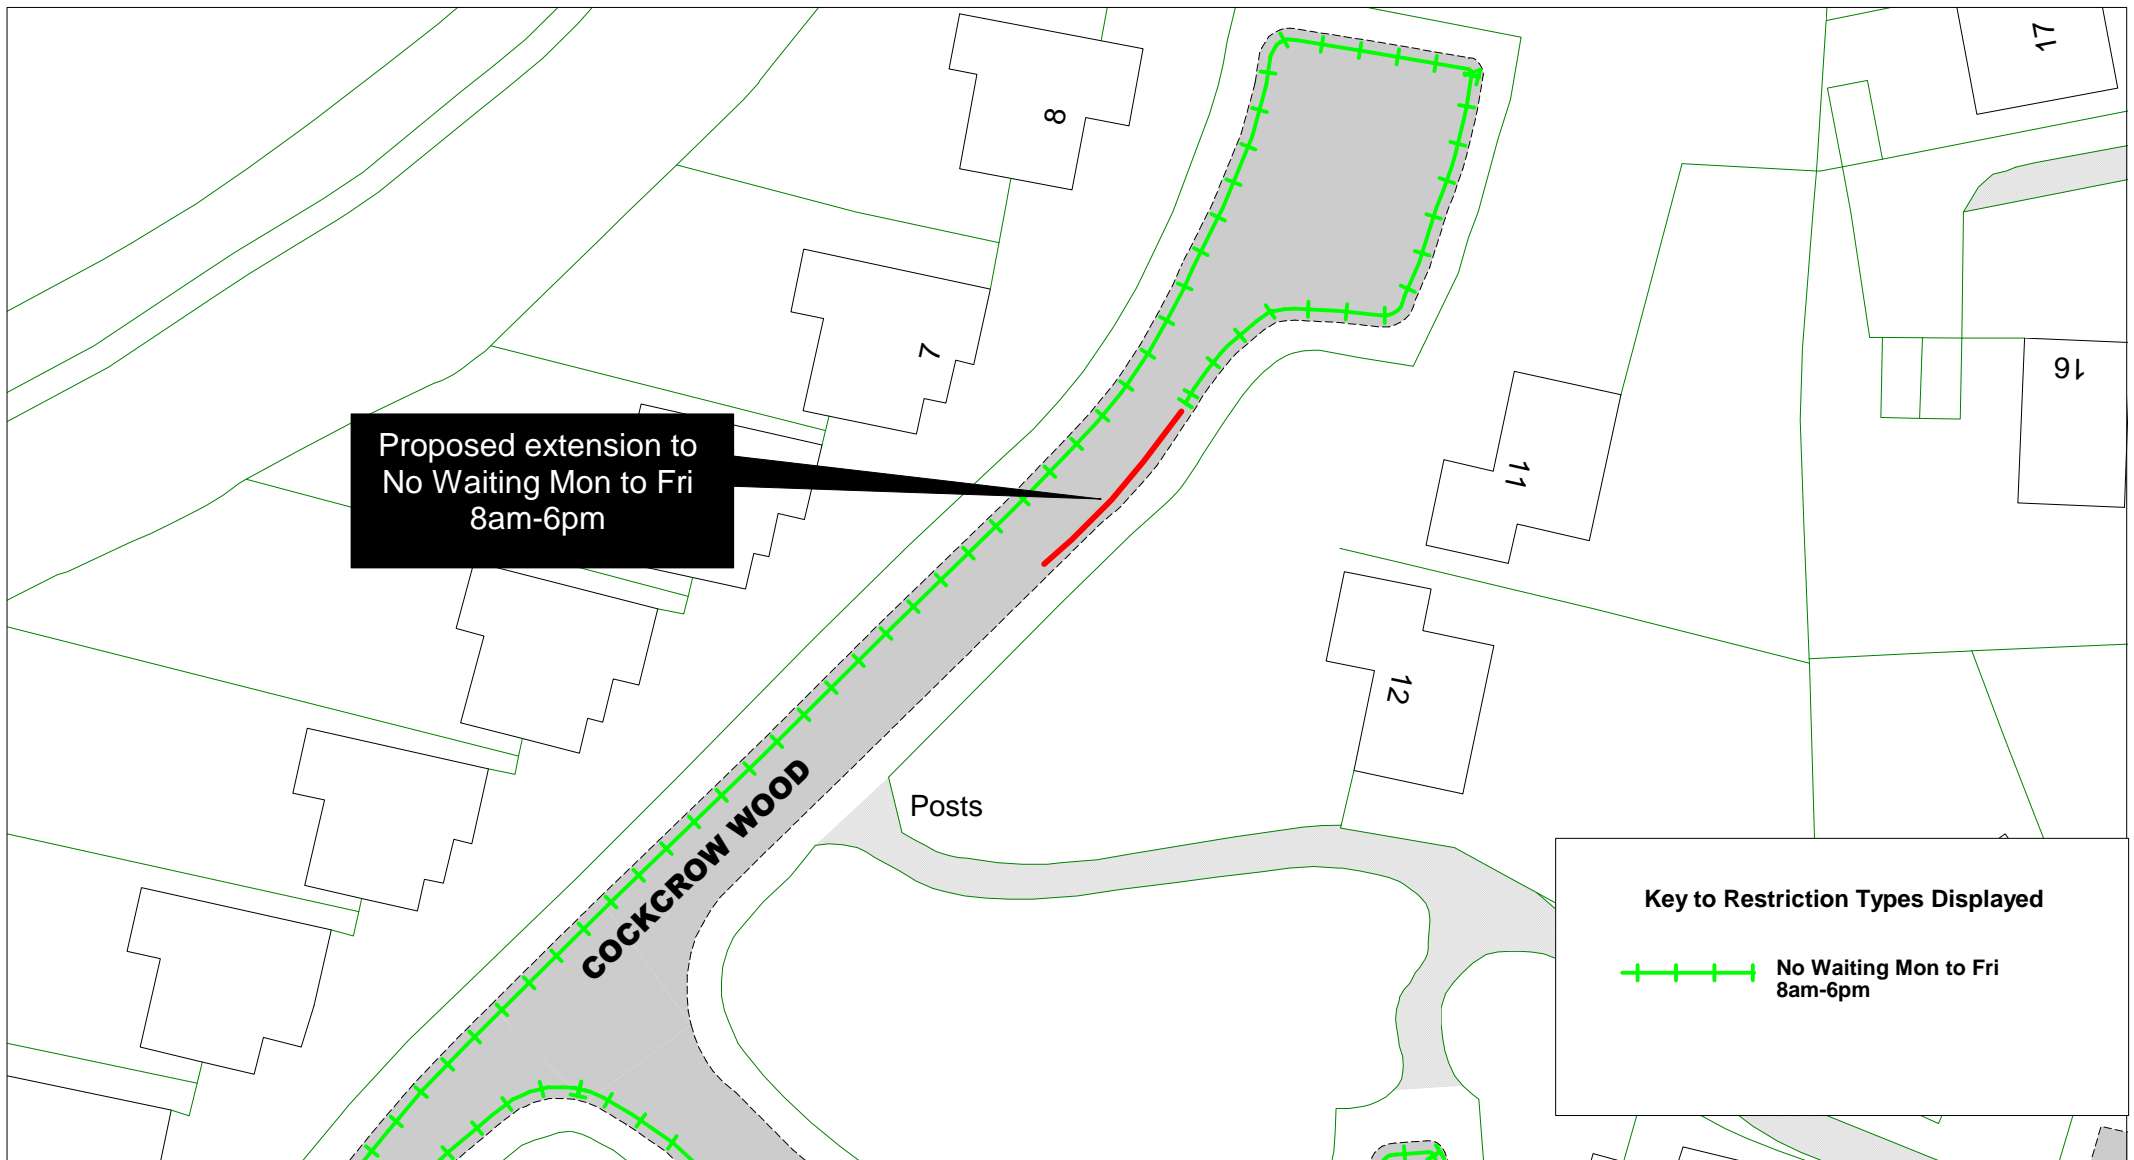 17
8
7
16
Proposed extension to
No Waiting Mon to Fri
8am-6pm
11
12
COCKCROW WOOD
Posts
Key to Restriction Types Displayed
No Waiting Mon to Fri
8am-6pm